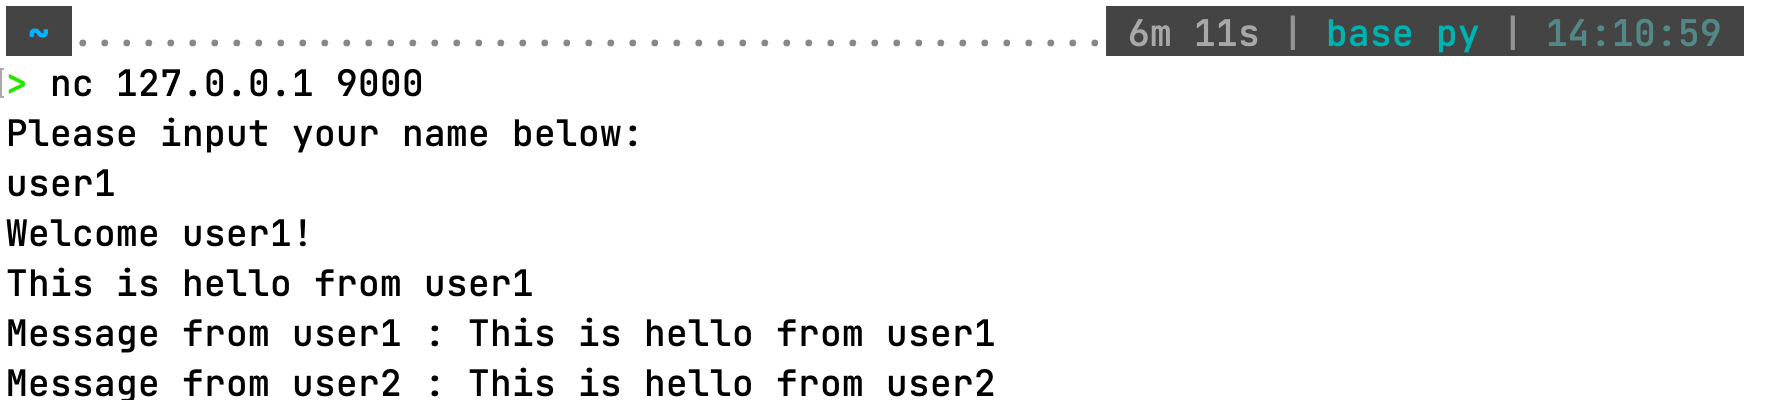 ~ ............................................... 6m 11s | base py | 14:10:59
> nc 127.0.0.1 9000
Please input your name below:
user1
Welcome user1!
This is hello from user1
Message from user1 : This is hello from user1
Message from user2 : This is hello from user2